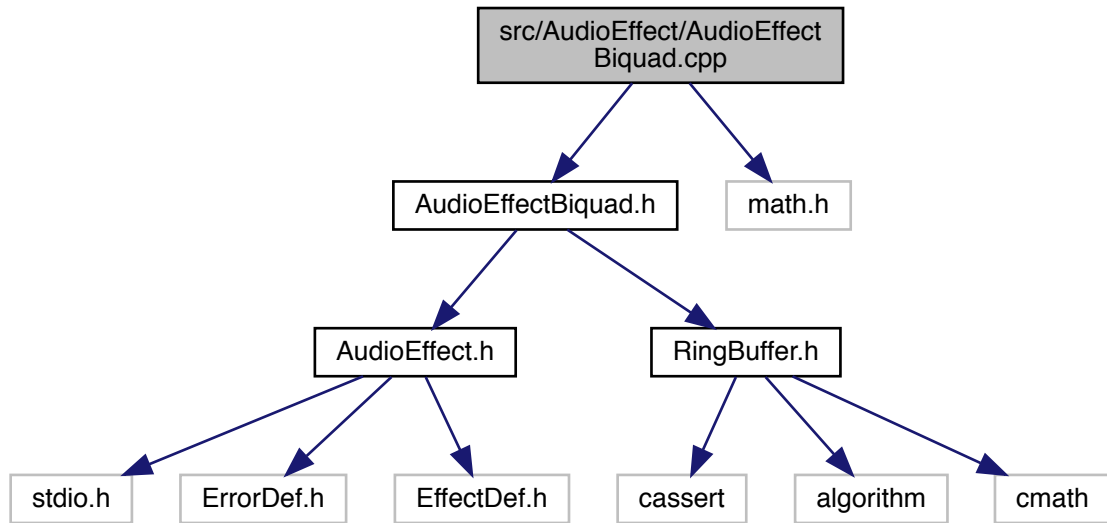 src/AudioEffect/AudioEffect
Biquad.cpp
AudioEffectBiquad.h
math.h
AudioEffect.h
RingBuffer.h
stdio.h
ErrorDef.h
EffectDef.h
cassert
algorithm
cmath